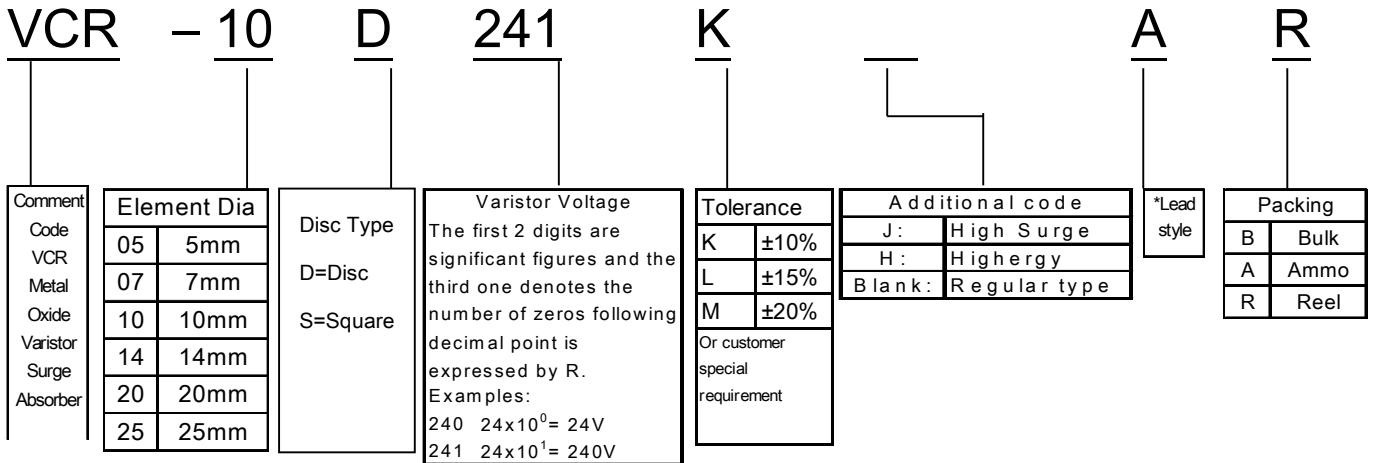 VCR – 10 D 241 K A R
Comment
Code
VCR
Metal
Oxide
Varistor
Surge
Absorber
Element Dia
05 5mm
07 7mm
10 10mm
14 14mm
20 20mm
25 25mm
Disc Type
D=Disc
S=Square
Varistor Voltage
The first 2 digits are
significant figures and the
third one denotes the
number of zeros following
decimal point is
expressed by R.
Examples:
240 24x10⁰= 24V
241 24x10¹= 240V
Tolerance
K ±10%
L ±15%
M ±20%
Or customer
special
requirement
Additional code
J: High Surge
H: Highergy
Blank: Regular type
*Lead
style
Packing
B Bulk
A Ammo
R Reel